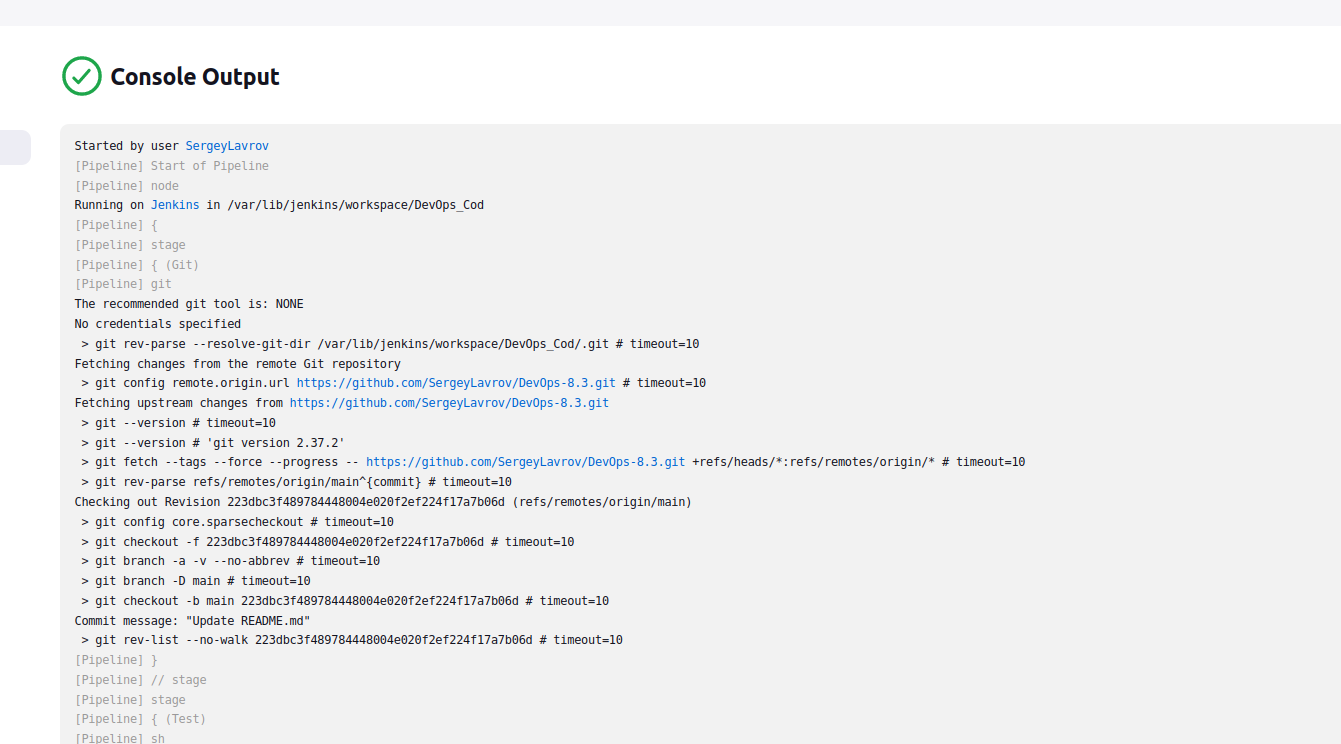 Console Output
Started by user SergeyLavrov
[Pipeline] Start of Pipeline
[Pipeline] node
Running on Jenkins in /var/lib/jenkins/workspace/DevOps_Cod
[Pipeline] {
[Pipeline] stage
[Pipeline] { (Git)
[Pipeline] git
The recommended git tool is: NONE
No credentials specified
 > git rev-parse --resolve-git-dir /var/lib/jenkins/workspace/DevOps_Cod/.git # timeout=10
Fetching changes from the remote Git repository
 > git config remote.origin.url https://github.com/SergeyLavrov/DevOps-8.3.git # timeout=10
Fetching upstream changes from https://github.com/SergeyLavrov/DevOps-8.3.git
 > git --version # timeout=10
 > git --version # 'git version 2.37.2'
 > git fetch --tags --force --progress -- https://github.com/SergeyLavrov/DevOps-8.3.git +refs/heads/*:refs/remotes/origin/* # timeout=10
 > git rev-parse refs/remotes/origin/main^{commit} # timeout=10
Checking out Revision 223dbc3f489784448004e020f2ef224f17a7b06d (refs/remotes/origin/main)
 > git config core.sparsecheckout # timeout=10
 > git checkout -f 223dbc3f489784448004e020f2ef224f17a7b06d # timeout=10
 > git branch -a -v --no-abbrev # timeout=10
 > git branch -D main # timeout=10
 > git checkout -b main 223dbc3f489784448004e020f2ef224f17a7b06d # timeout=10
Commit message: "Update README.md"
 > git rev-list --no-walk 223dbc3f489784448004e020f2ef224f17a7b06d # timeout=10
[Pipeline] }
[Pipeline] // stage
[Pipeline] stage
[Pipeline] { (Test)
[Pipeline] sh